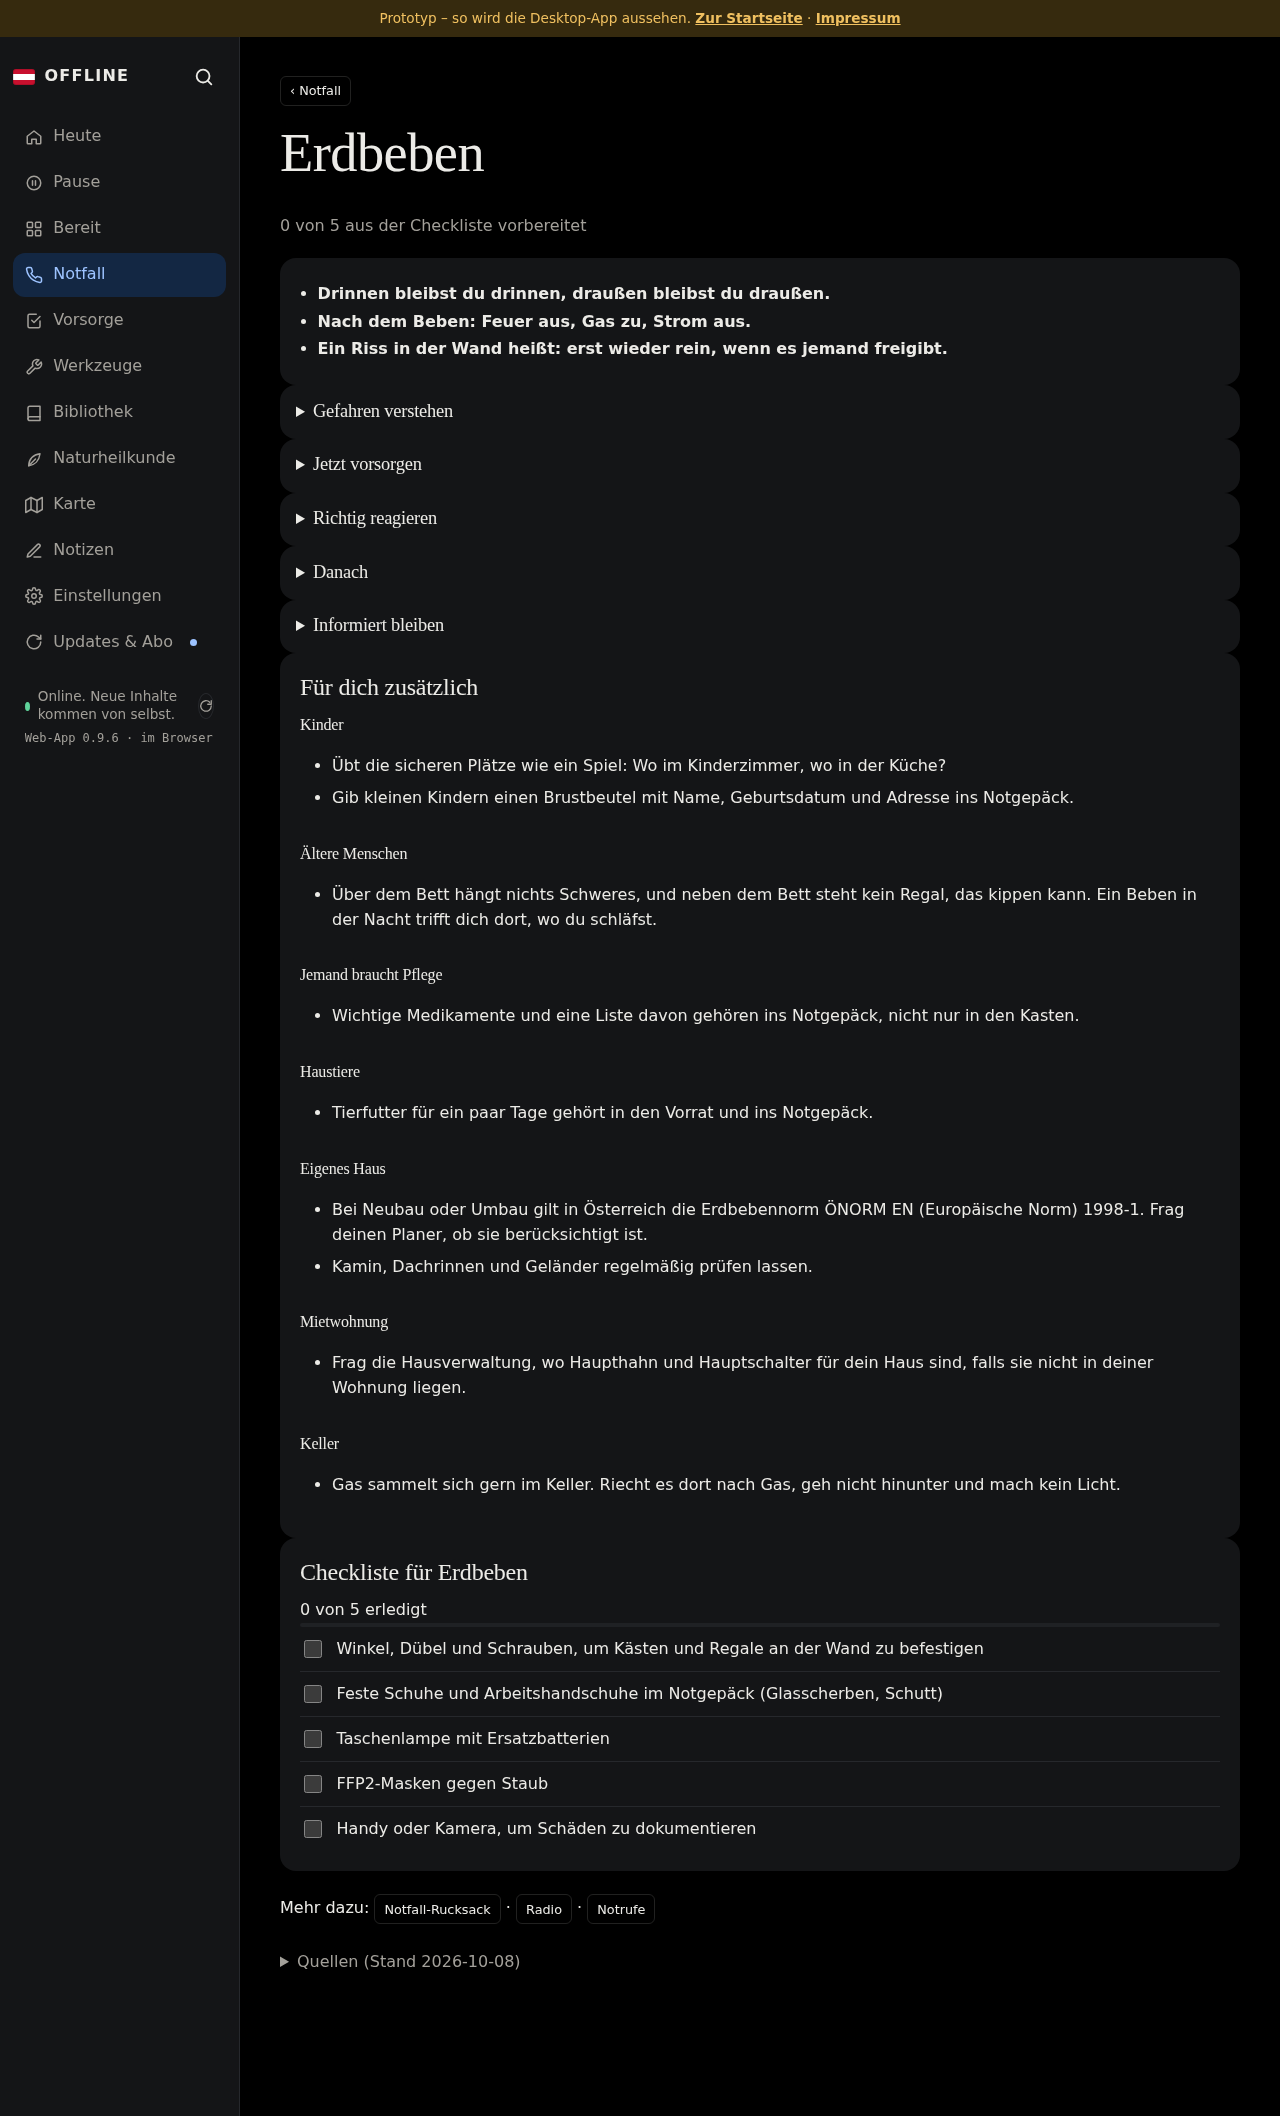 Prototyp – so wird die Desktop-App aussehen. Zur Startseite · Impressum
OFFLINE
Heute
Pause
Bereit
Notfall
Vorsorge
Werkzeuge
Bibliothek
Naturheilkunde
Karte
Notizen
Einstellungen
Updates & Abo
Online. Neue Inhalte
kommen von selbst.
Web-App 0.9.6 · im Browser
‹ Notfall
Erdbeben
0 von 5 aus der Checkliste vorbereitet
• Drinnen bleibst du drinnen, draußen bleibst du draußen.
• Nach dem Beben: Feuer aus, Gas zu, Strom aus.
• Ein Riss in der Wand heißt: erst wieder rein, wenn es jemand freigibt.
Gefahren verstehen
Jetzt vorsorgen
Richtig reagieren
Danach
Informiert bleiben
Für dich zusätzlich
Kinder
• Übt die sicheren Plätze wie ein Spiel: Wo im Kinderzimmer, wo in der Küche?
• Gib kleinen Kindern einen Brustbeutel mit Name, Geburtsdatum und Adresse ins Notgepäck.
Ältere Menschen
• Über dem Bett hängt nichts Schweres, und neben dem Bett steht kein Regal, das kippen kann. Ein Beben in
der Nacht trifft dich dort, wo du schläfst.
Jemand braucht Pflege
• Wichtige Medikamente und eine Liste davon gehören ins Notgepäck, nicht nur in den Kasten.
Haustiere
• Tierfutter für ein paar Tage gehört in den Vorrat und ins Notgepäck.
Eigenes Haus
• Bei Neubau oder Umbau gilt in Österreich die Erdbebennorm ÖNORM EN (Europäische Norm) 1998-1. Frag
deinen Planer, ob sie berücksichtigt ist.
• Kamin, Dachrinnen und Geländer regelmäßig prüfen lassen.
Mietwohnung
• Frag die Hausverwaltung, wo Haupthahn und Hauptschalter für dein Haus sind, falls sie nicht in deiner
Wohnung liegen.
Keller
• Gas sammelt sich gern im Keller. Riecht es dort nach Gas, geh nicht hinunter und mach kein Licht.
Checkliste für Erdbeben
0 von 5 erledigt
Winkel, Dübel und Schrauben, um Kästen und Regale an der Wand zu befestigen
Feste Schuhe und Arbeitshandschuhe im Notgepäck (Glasscherben, Schutt)
Taschenlampe mit Ersatzbatterien
FFP2-Masken gegen Staub
Handy oder Kamera, um Schäden zu dokumentieren
Mehr dazu: Notfall-Rucksack · Radio · Notrufe
Quellen (Stand 2026-10-08)